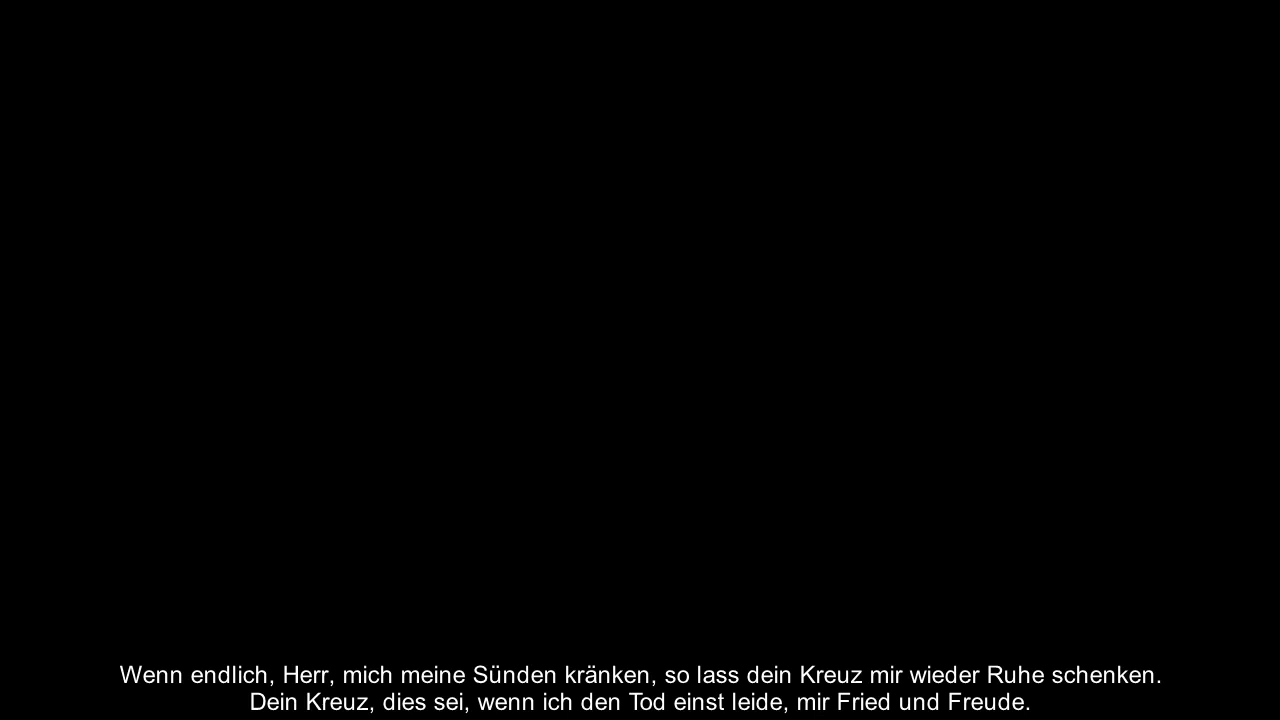 Wenn endlich, Herr, mich meine Sünden kränken, so lass dein Kreuz mir wieder Ruhe schenken.
Dein Kreuz, dies sei, wenn ich den Tod einst leide, mir Fried und Freude.